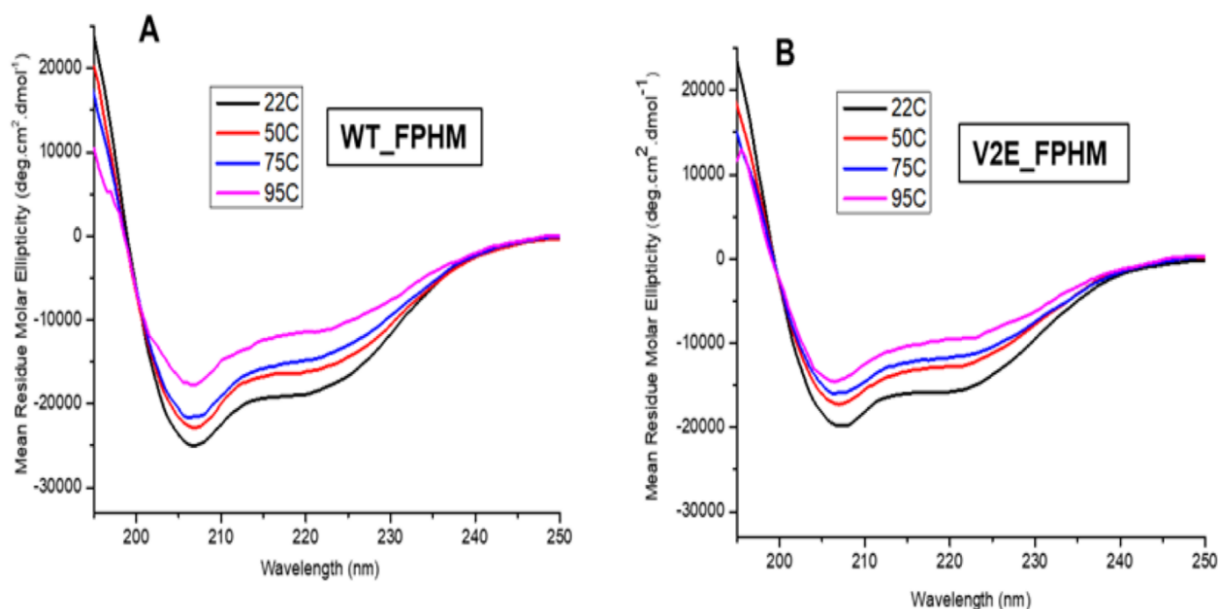 A
WT_FPHM
22C
50C
75C
95C
Mean Residue Molar Ellipticity (deg.cm².dmol⁻¹)
20000
10000
0
-10000
-20000
-30000
200
210
220
230
240
250
Wavelength (nm)
B
V2E_FPHM
22C
50C
75C
95C
Mean Residue Molar Ellipticity (deg.cm².dmol⁻¹)
20000
10000
0
-10000
-20000
-30000
200
210
220
230
240
250
Wavelength (nm)